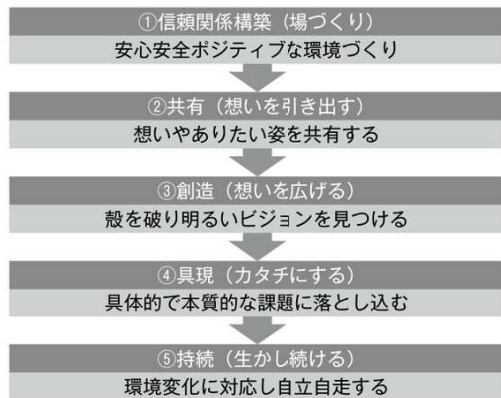 ①信頼関係構築（場づくり）
安心安全ポジティブな環境づくり
②共有（想いを引き出す）
想いやありたい姿を共有する
③創造（想いを広げる）
殻を破り明るいビジョンを見つける
④具現（カタチにする）
具体的で本質的な課題に落とし込む
⑤持続（生かし続ける）
環境変化に対応し自立自走する